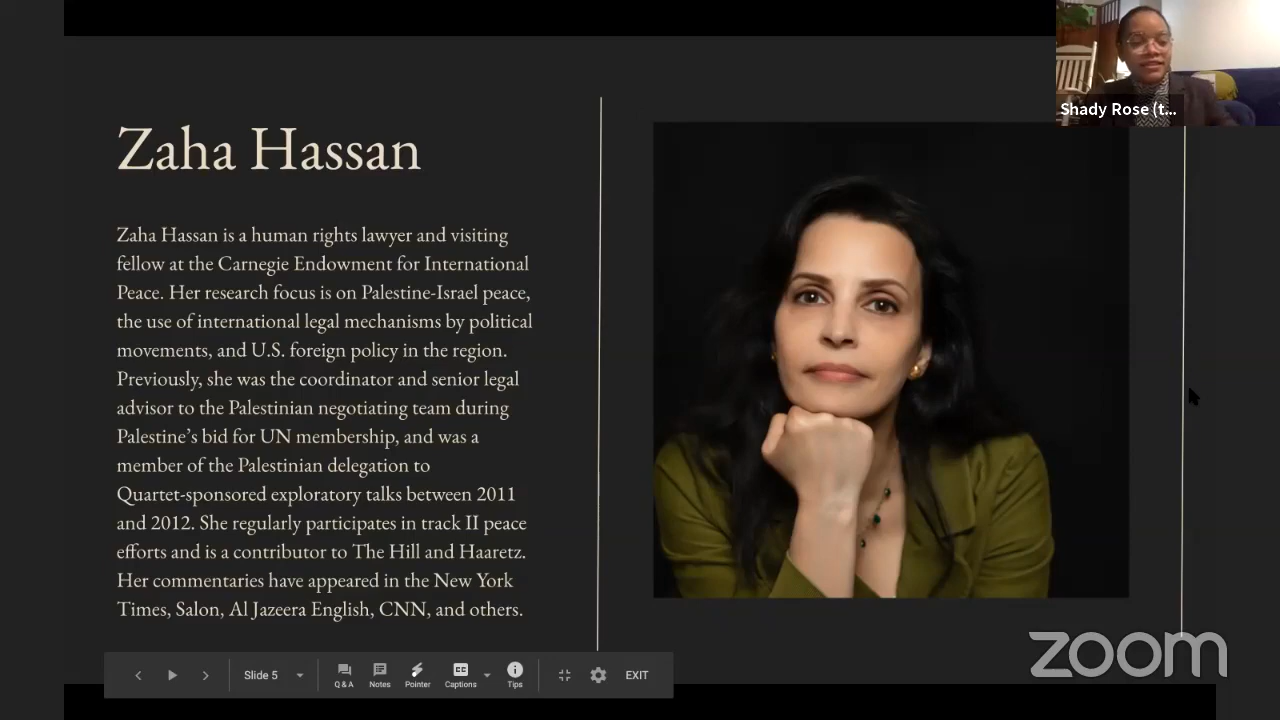 Shady Rose (t...
Zaha Hassan
Zaha Hassan is a human rights lawyer and visiting
fellow at the Carnegie Endowment for International
Peace. Her research focus is on Palestine-Israel peace,
the use of international legal mechanisms by political
movements, and U.S. foreign policy in the region.
Previously, she was the coordinator and senior legal
advisor to the Palestinian negotiating team during
Palestine’s bid for UN membership, and was a
member of the Palestinian delegation to
Quartet-sponsored exploratory talks between 2011
and 2012. She regularly participates in track II peace
efforts and is a contributor to The Hill and Haaretz.
Her commentaries have appeared in the New York
Times, Salon, Al Jazeera English, CNN, and others.
zoom
Slide 5
Q & A
Notes
Pointer
CC
Captions
Tips
EXIT